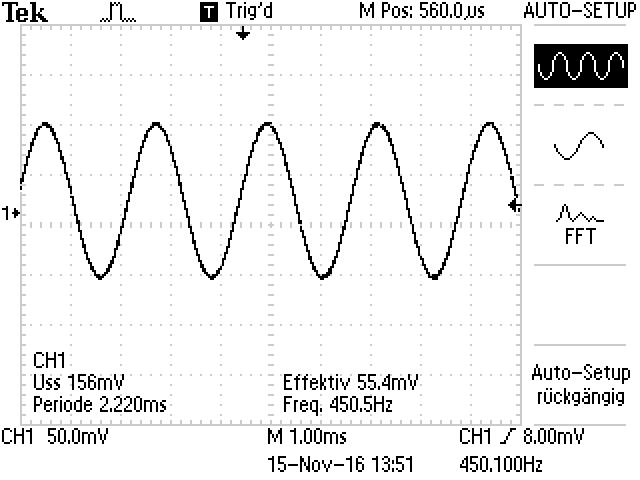 Tek T Trig'd M Pos: 560.0µs AUTO-SETUP
1
FFT
CH1
Uss 156mV Effektiv 55.4mV
Periode 2.220ms Freq. 450.5Hz
Auto-Setup
rückgängig
CH1 50.0mV M 1.00ms CH1 8.00mV
15-Nov-16 13:51 450.100Hz